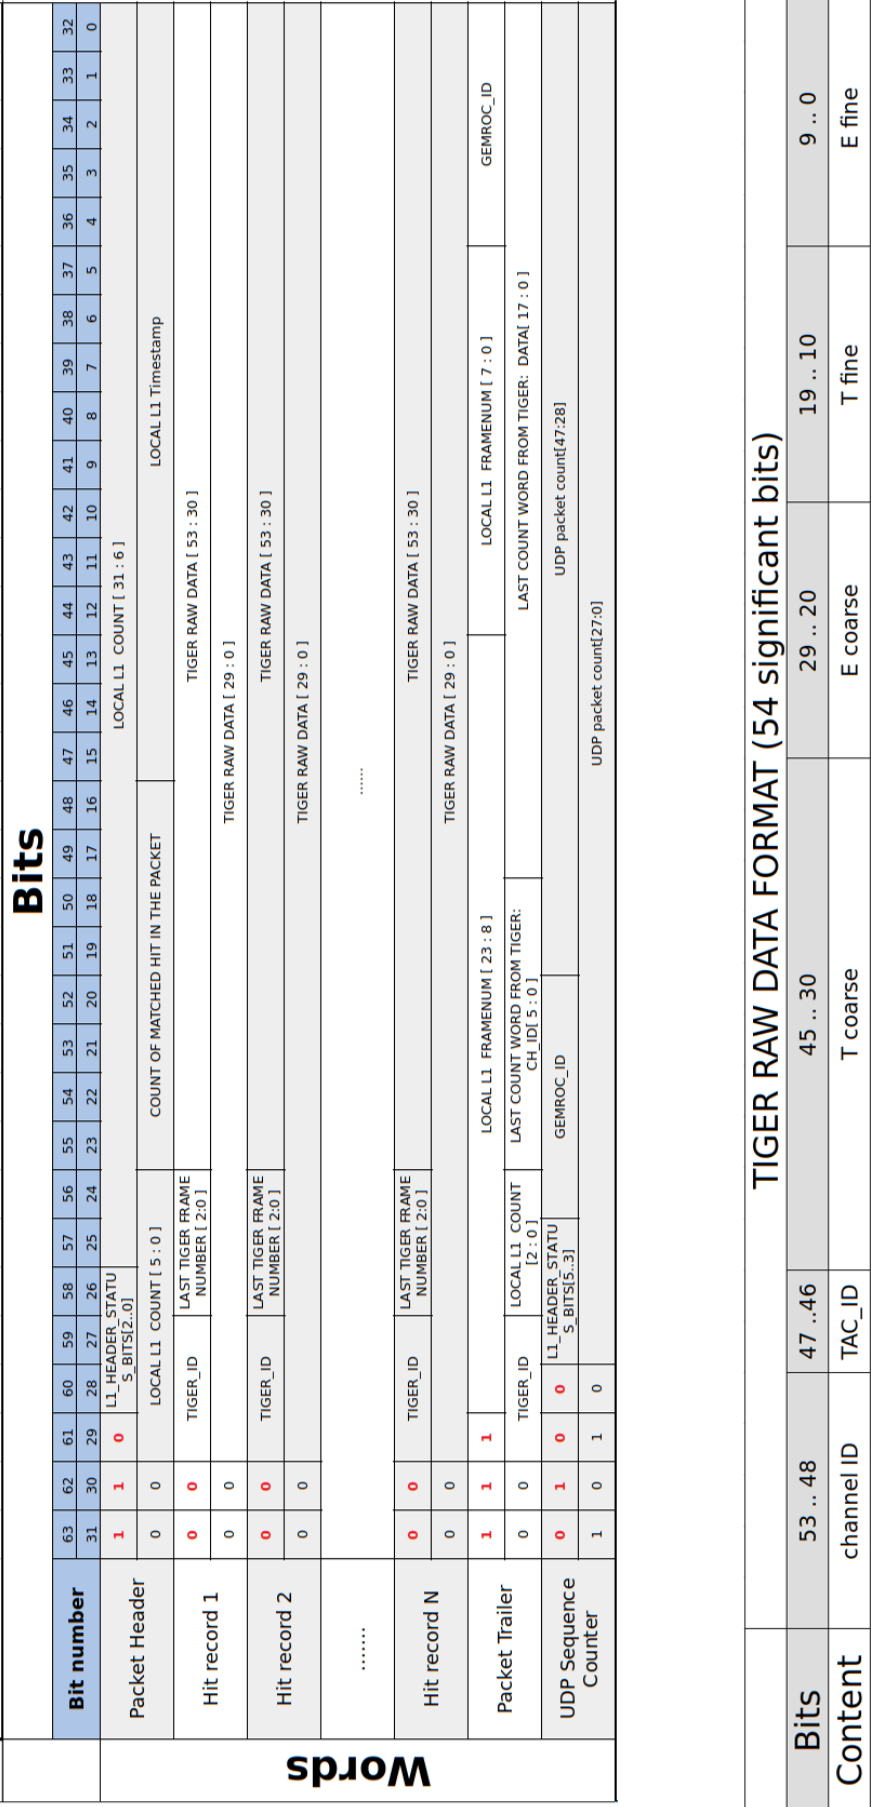 Bits
Bit number 63 62 61 60 59 58 57 56 55 54 53 52 51 50 49 48 47 46 45 44 43 42 41 40 39 38 37 36 35 34 33 32
31 30 29 28 27 26 25 24 23 22 21 20 19 18 17 16 15 14 13 12 11 10 9 8 7 6 5 4 3 2 1 0
Words
Packet Header 1 1 0 L1_HEADER_STATU
S_BITS[2..0] LOCAL L1 COUNT [ 31 : 6 ]
0 0 LOCAL L1 COUNT [ 5 : 0 ] COUNT OF MATCHED HIT IN THE PACKET LOCAL L1 Timestamp
Hit record 1 0 0 TIGER_ID LAST TIGER FRAME
NUMBER [ 2:0 ] TIGER RAW DATA [ 53 : 30 ]
0 0 TIGER RAW DATA [ 29 : 0 ]
Hit record 2 0 0 TIGER_ID LAST TIGER FRAME
NUMBER [ 2:0 ] TIGER RAW DATA [ 53 : 30 ]
0 0 TIGER RAW DATA [ 29 : 0 ]
....... ......
Hit record N 0 0 TIGER_ID LAST TIGER FRAME
NUMBER [ 2:0 ] TIGER RAW DATA [ 53 : 30 ]
0 0 TIGER RAW DATA [ 29 : 0 ]
Packet Trailer 1 1 1 LOCAL L1 FRAMENUM [ 23 : 8 ] LOCAL L1 FRAMENUM [ 7 : 0 ] GEMROC_ID
0 0 TIGER_ID LOCAL L1 COUNT
[ 2 : 0 ] LAST COUNT WORD FROM TIGER:
CH_ID[ 5 : 0 ] LAST COUNT WORD FROM TIGER: DATA[ 17 : 0 ]
UDP Sequence
Counter 0 1 0 0 L1_HEADER_STATU
S_BITS[5..3] GEMROC_ID UDP packet count[47:28]
1 0 1 0 UDP packet count[27:0]
TIGER RAW DATA FORMAT (54 significant bits)
Bits 53 .. 48 47 ..46 45 .. 30 29 .. 20 19 .. 10 9 .. 0
Content channel ID TAC_ID T coarse E coarse T fine E fine